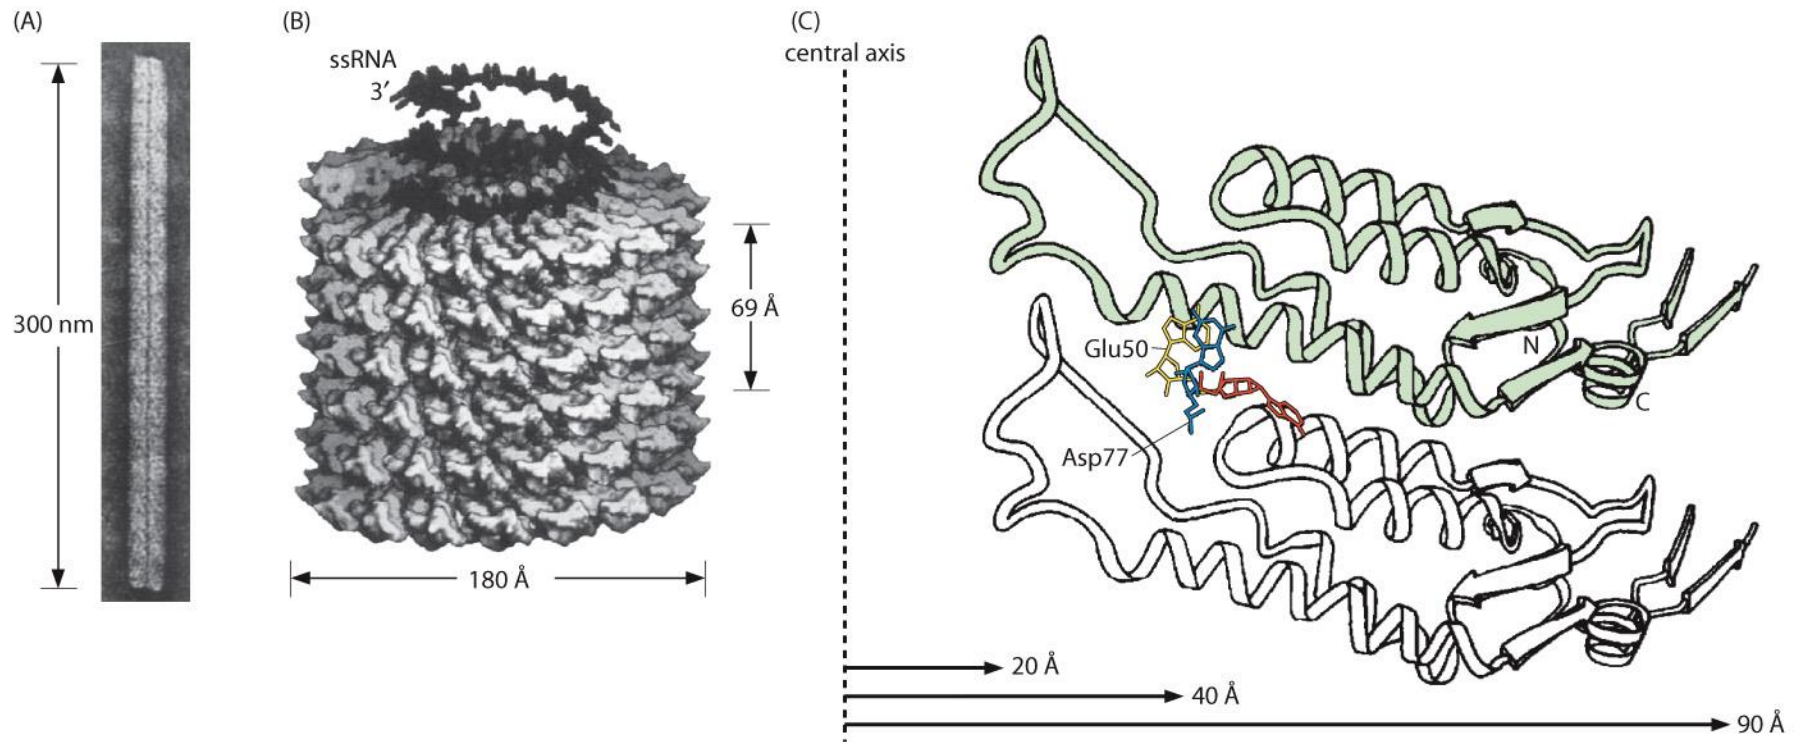 (A)
300 nm
(B)
ssRNA
3′
69 Å
180 Å
(C)
central axis
Glu50
Asp77
N
C
20 Å
40 Å
90 Å